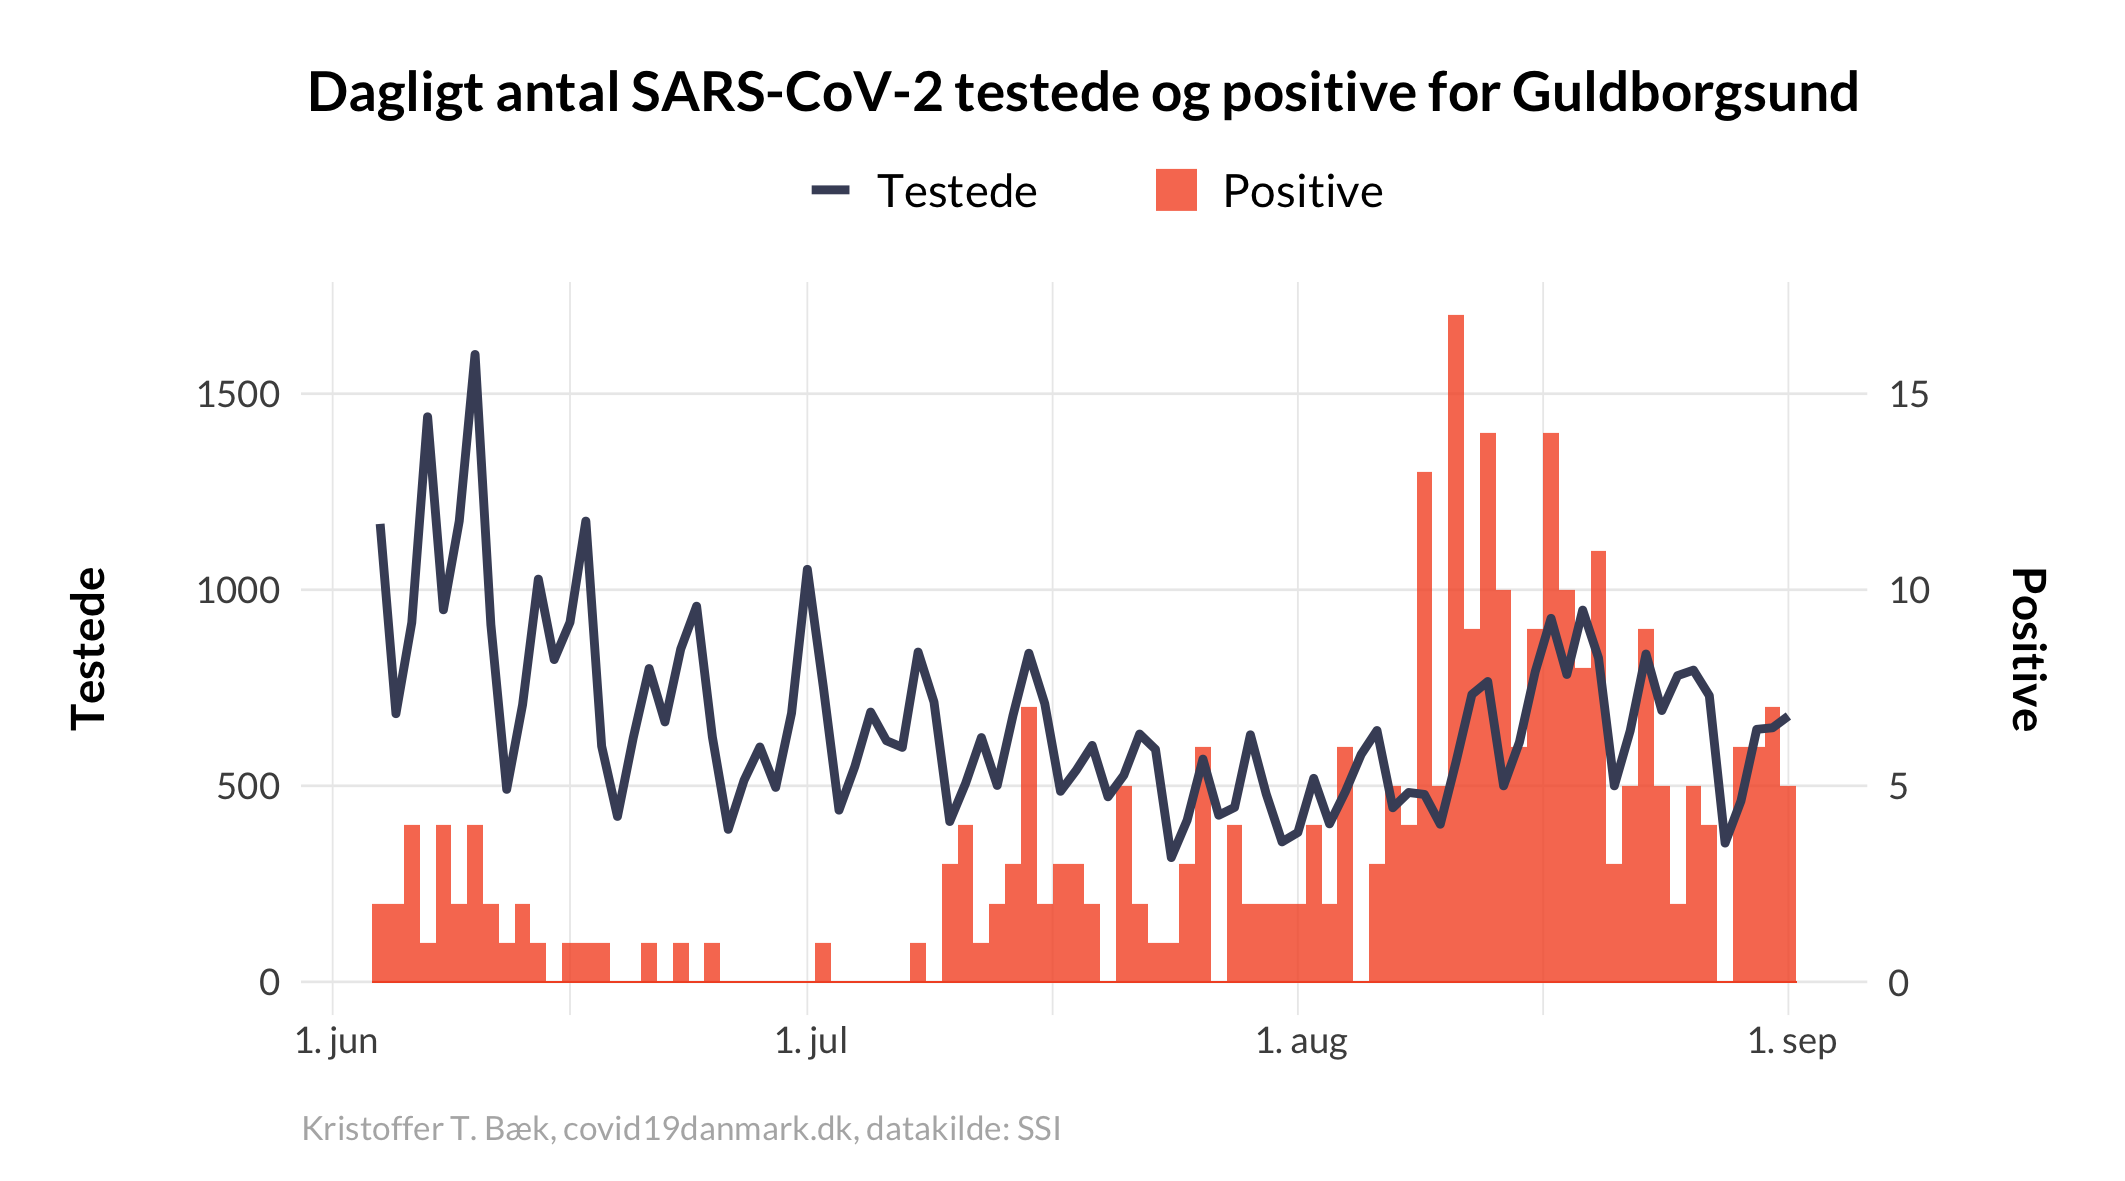 Dagligt antal SARS-CoV-2 testede og positive for Guldborgsund
Testede
Positive
Testede
1500
1000
500
0
15
10
5
0
Positive
1. jun
1. jul
1. aug
1. sep
Kristoffer T. Bæk, covid19danmark.dk, datakilde: SSI